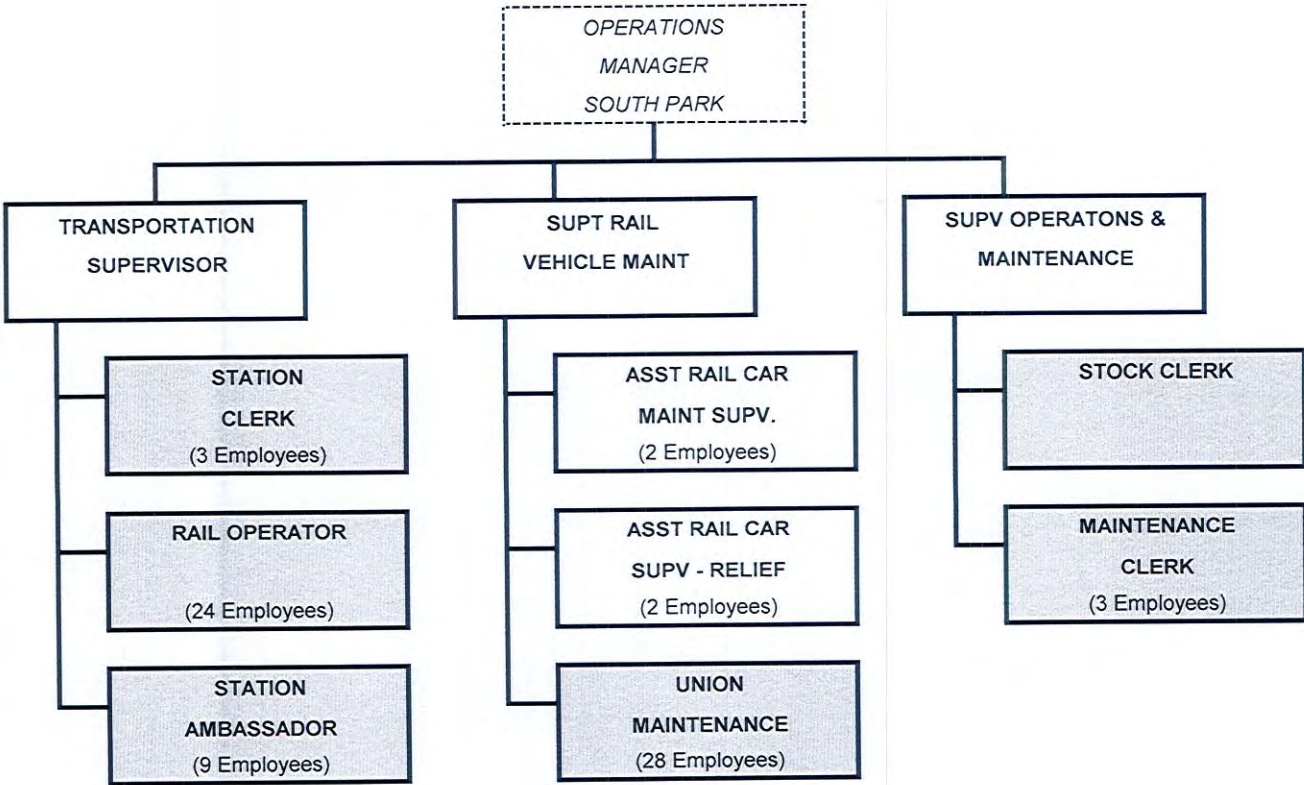 OPERATIONS
MANAGER
SOUTH PARK
TRANSPORTATION
SUPERVISOR
SUPT RAIL
VEHICLE MAINT
SUPV OPERATONS &
MAINTENANCE
STATION
CLERK
(3 Employees)
ASST RAIL CAR
MAINT SUPV.
(2 Employees)
STOCK CLERK
RAIL OPERATOR
(24 Employees)
ASST RAIL CAR
SUPV - RELIEF
(2 Employees)
MAINTENANCE
CLERK
(3 Employees)
STATION
AMBASSADOR
(9 Employees)
UNION
MAINTENANCE
(28 Employees)